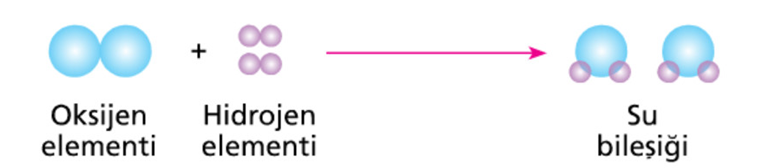 +
Oksijen
elementi
Hidrojen
elementi
Su
bileşiği